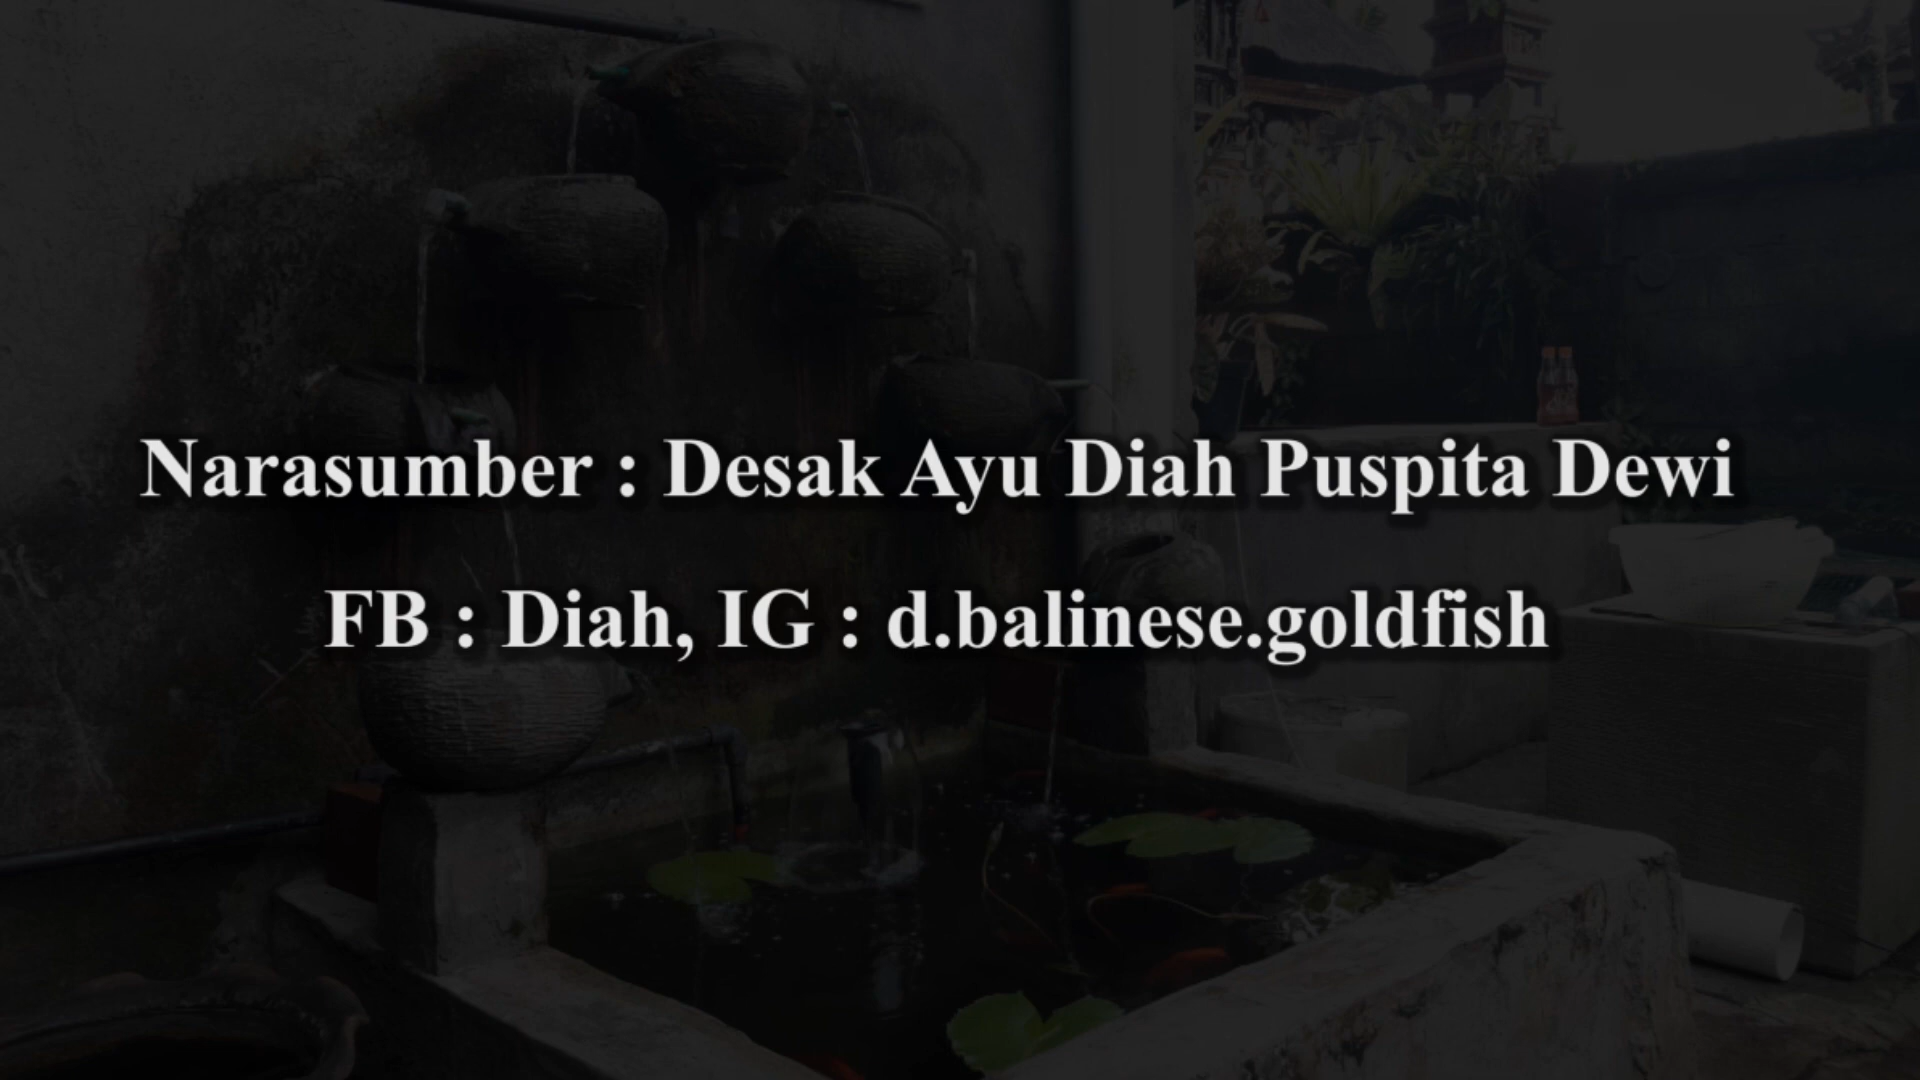 Narasumber : Desak Ayu Diah Puspita Dewi
FB : Diah, IG : d.balinese.goldfish